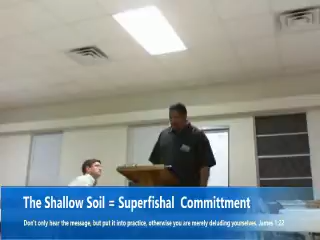 The Shallow Soil = Superfishal Committment
Don't only hear the message, but put it into practice, otherwise you are merely deluding yourselves. James 1:22